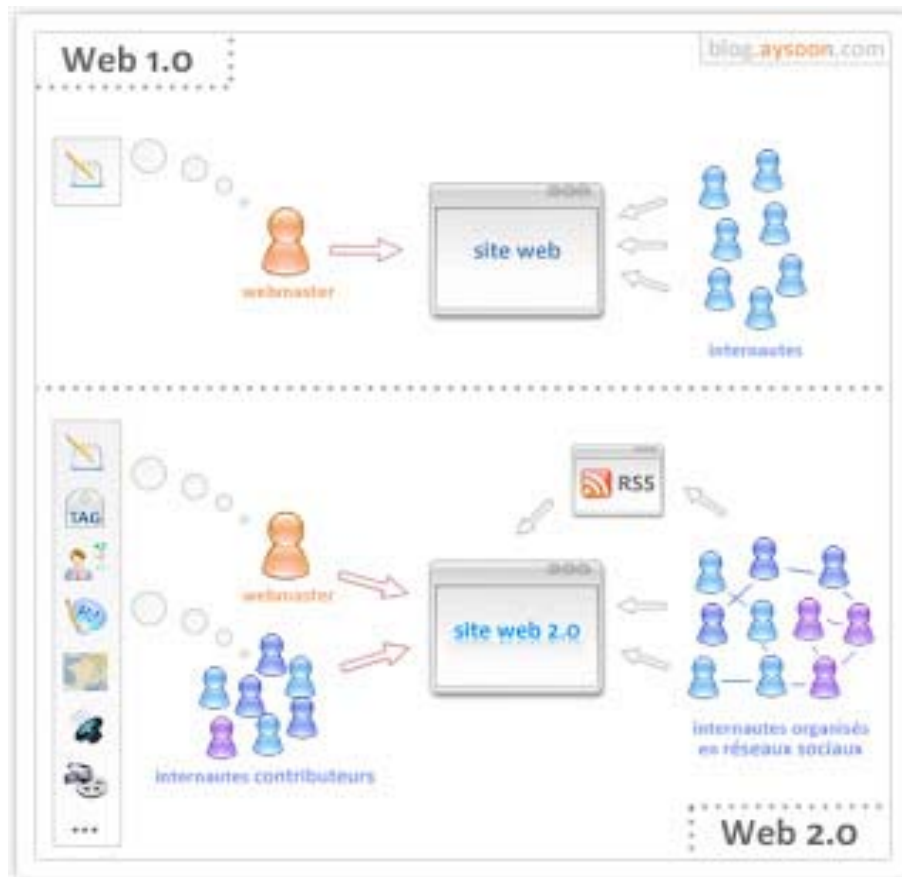 Web 1.0
blog.aysoon.com
site web
webmaster
internautes
RSS
TAG
webmaster
site web 2.0
internautes contributeurs
internautes organisés
en réseaux sociaux
...
Web 2.0